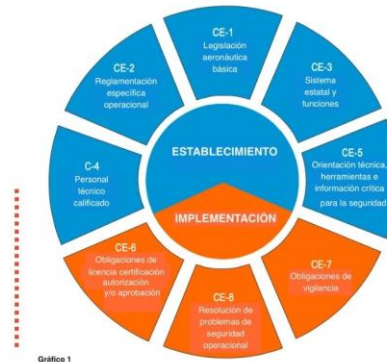 CE-1
Legislación
aeronáutica
básica
CE-2
Reglamentación
específica
operacional
CE-3
Sistema
estatal y
funciones
C-4
Personal
técnico
calificado
ESTABLECIMIENTO
CE-5
Orientación técnica,
herramientas e
información crítica
para la seguridad
IMPLEMENTACIÓN
CE-6
Obligaciones de
licencia certificación
autorización
y/o aprobación
CE-7
Obligaciones de
vigilancia
CE-8
Resolución de
problemas de
seguridad
operacional
Gráfico 1